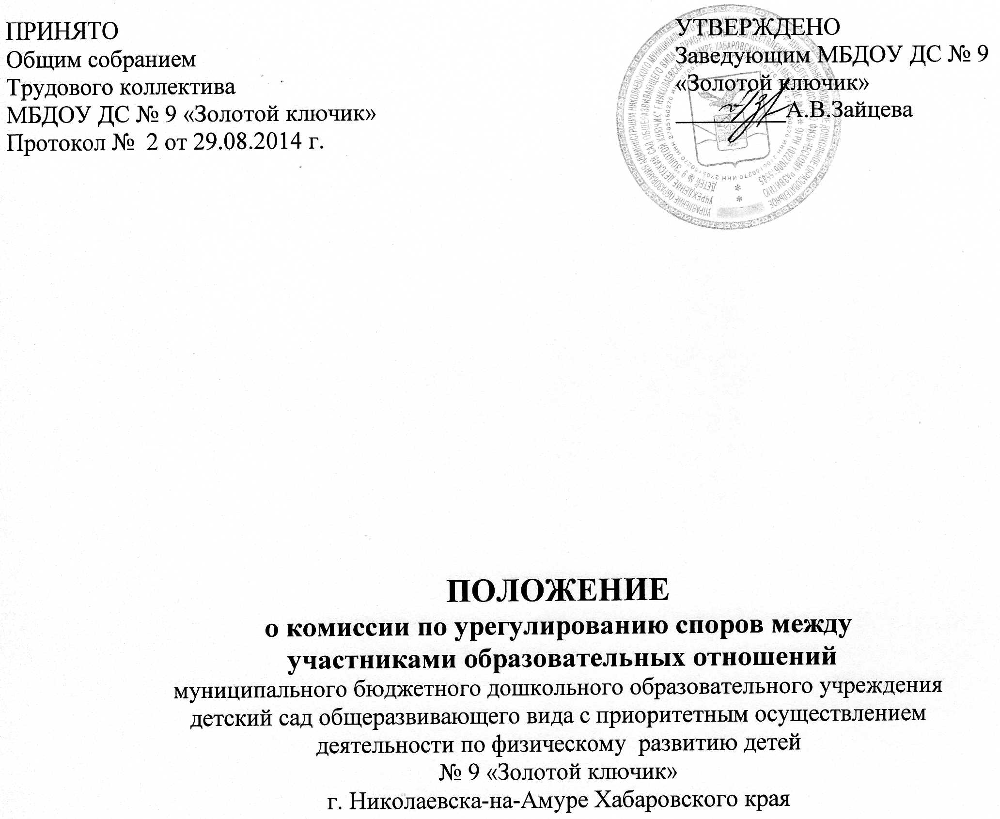 ПРИНЯТО
Общим собранием
Трудового коллектива
МБДОУ ДС № 9 «Золотой ключик»
Протокол №  2 от 29.08.2014 г.
УТВЕРЖДЕНО
Заведующим МБДОУ ДС № 9
«Золотой ключик»
__________А.В.Зайцева
ПОЛОЖЕНИЕ
о комиссии по урегулированию споров между
участниками образовательных отношений
муниципального бюджетного дошкольного образовательного учреждения
детский сад общеразвивающего вида с приоритетным осуществлением
деятельности по физическому  развитию детей
№ 9 «Золотой ключик»
г. Николаевска-на-Амуре Хабаровского края